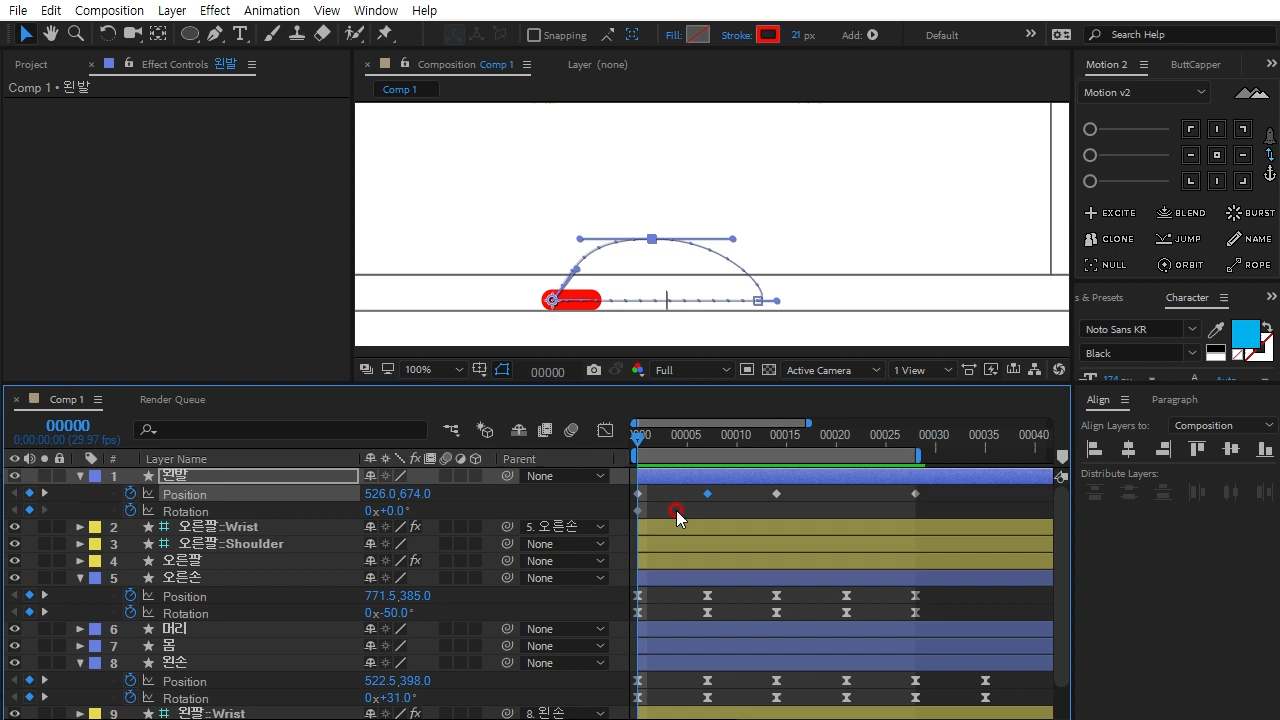 File Edit Composition Layer Effect Animation View Window Help
Snapping Fill: Stroke: 21 px Add: Default Search Help
Project × Effect Controls 왼발 × Composition Comp 1 Layer (none) Motion 2 ButtCapper
Comp 1 • 왼발 Comp 1 Motion v2
EXCITE BLEND BURST
CLONE JUMP NAME
NULL ORBIT ROPE
s & Presets Character
Noto Sans KR
Black
100% 00000 Full Active Camera 1 View
174 px Auto
× Comp 1 Render Queue Align Paragraph
00000
0;00;00;00 (29.97 fps)
00005 00010 00015 00020 00025 00030 00035 00040
Align Layers to: Composition
# Layer Name fx Parent Distribute Layers:
1 왼발 None
Position 526.0,674.0
Rotation 0x+0.0°
2 오른팔::Wrist fx 5. 오른손
3 오른팔::Shoulder None
4 오른팔 fx None
5 오른손 None
Position 771.5,385.0
Rotation 0x-50.0°
6 머리 None
7 몸 None
8 왼손 None
Position 522.5,398.0
Rotation 0x+31.0°
9 왼팔::Wrist fx 8. 왼손